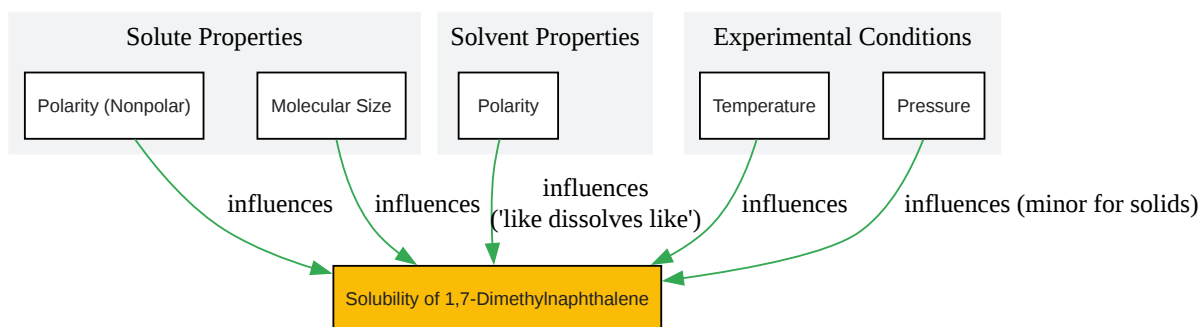 Solute Properties
Solvent Properties
Experimental Conditions
Polarity (Nonpolar)
Molecular Size
Polarity
Temperature
Pressure
influences
influences
influences
('like dissolves like')
influences
influences (minor for solids)
Solubility of 1,7-Dimethylnaphthalene